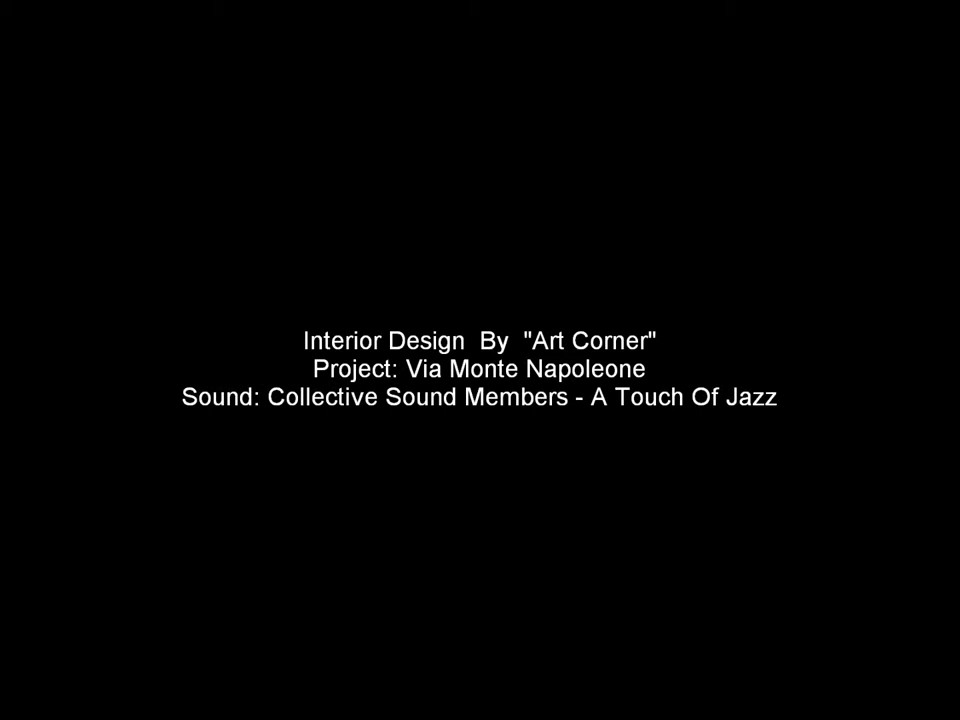 Interior Design  By  "Art Corner"
Project: Via Monte Napoleone
Sound: Collective Sound Members - A Touch Of Jazz